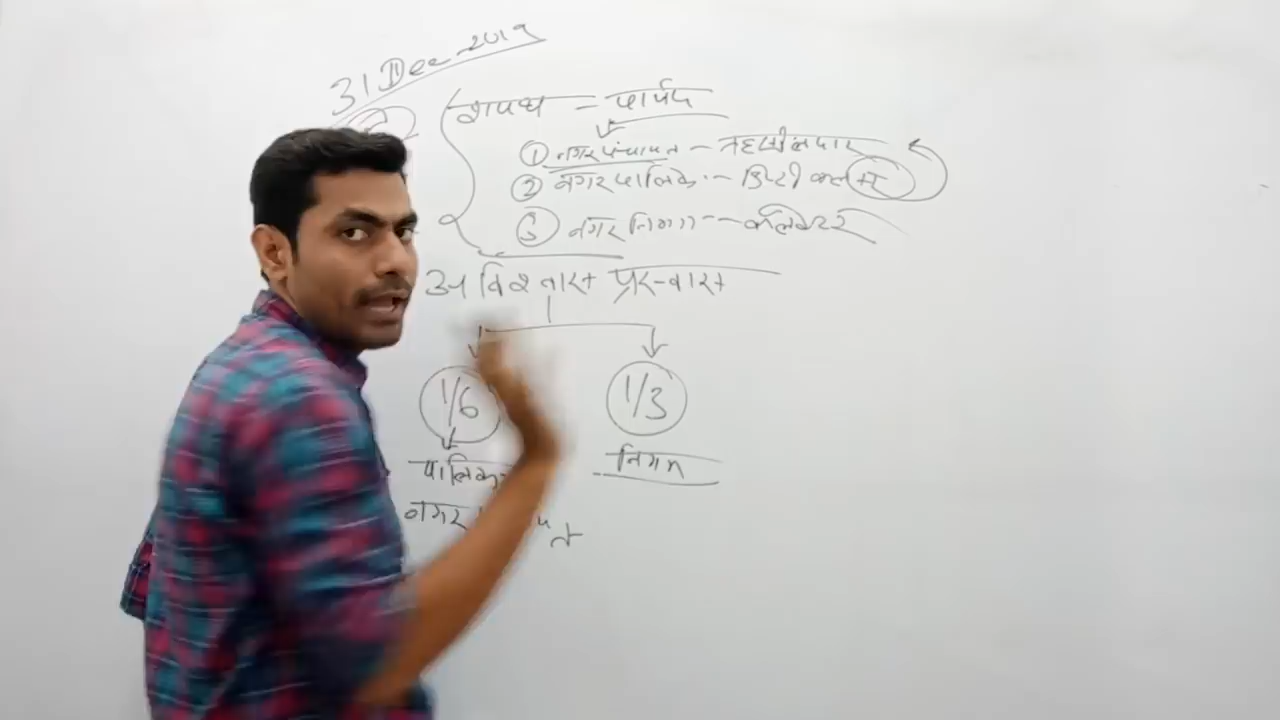 31 Dec 2019
शपथ = पार्षद
① नगर पंचायत - तहसीलदार
② नगर पालिका - डिप्टी कलेक्टर
③ नगर निगम - कलेक्टर
अविश्वास प्रस्ताव
1/6 1/3
पालिका निगम
नगर